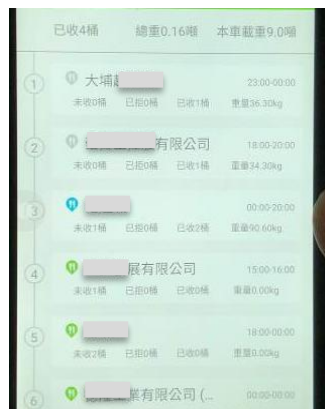 已收4桶 總重0.16噸 本車載重9.0噸
1 大埔 23:00-00:00
未收0桶 已拒0桶 已收1桶 重量36.30kg
2 有限公司 18:00-20:00
未收0桶 已拒0桶 已收1桶 重量34.30kg
3 00:00-20:00
未收1桶 已拒0桶 已收2桶 重量90.60kg
4 展有限公司 15:00-16:00
未收1桶 已拒0桶 已收0桶 重量0.00kg
5 18:00-00:00
未收2桶 已拒0桶 已收0桶 重量0.00kg
6 業有限公司 (... 00:00-00:00